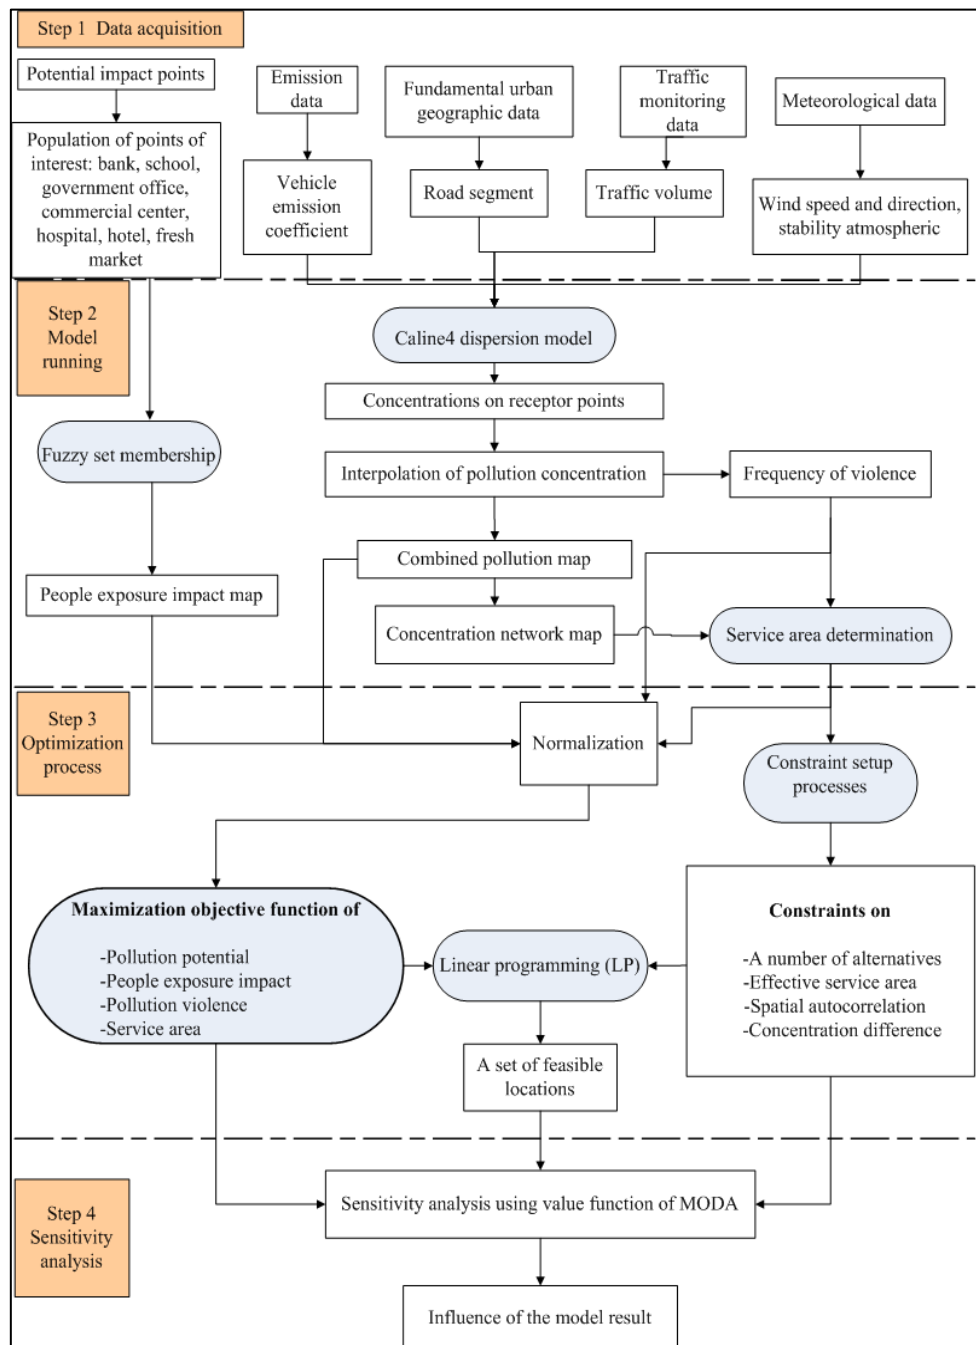 Step 1  Data acquisition
Potential impact points
Population of points of
interest: bank, school,
government office,
commercial center,
hospital, hotel, fresh
market
Emission
data
Vehicle
emission
coefficient
Fundamental urban
geographic data
Road segment
Traffic
monitoring
data
Traffic volume
Meteorological data
Wind speed and direction,
stability atmospheric
Step 2
Model
running
Caline4 dispersion model
Concentrations on receptor points
Fuzzy set membership
Interpolation of pollution concentration
Frequency of violence
Combined pollution map
People exposure impact map
Concentration network map
Service area determination
Step 3
Optimization
process
Normalization
Constraint setup
processes
Maximization objective function of
-Pollution potential
-People exposure impact
-Pollution violence
-Service area
Linear programming (LP)
Constraints on
-A number of alternatives
-Effective service area
-Spatial autocorrelation
-Concentration difference
A set of feasible
locations
Step 4
Sensitivity
analysis
Sensitivity analysis using value function of MODA
Influence of the model result